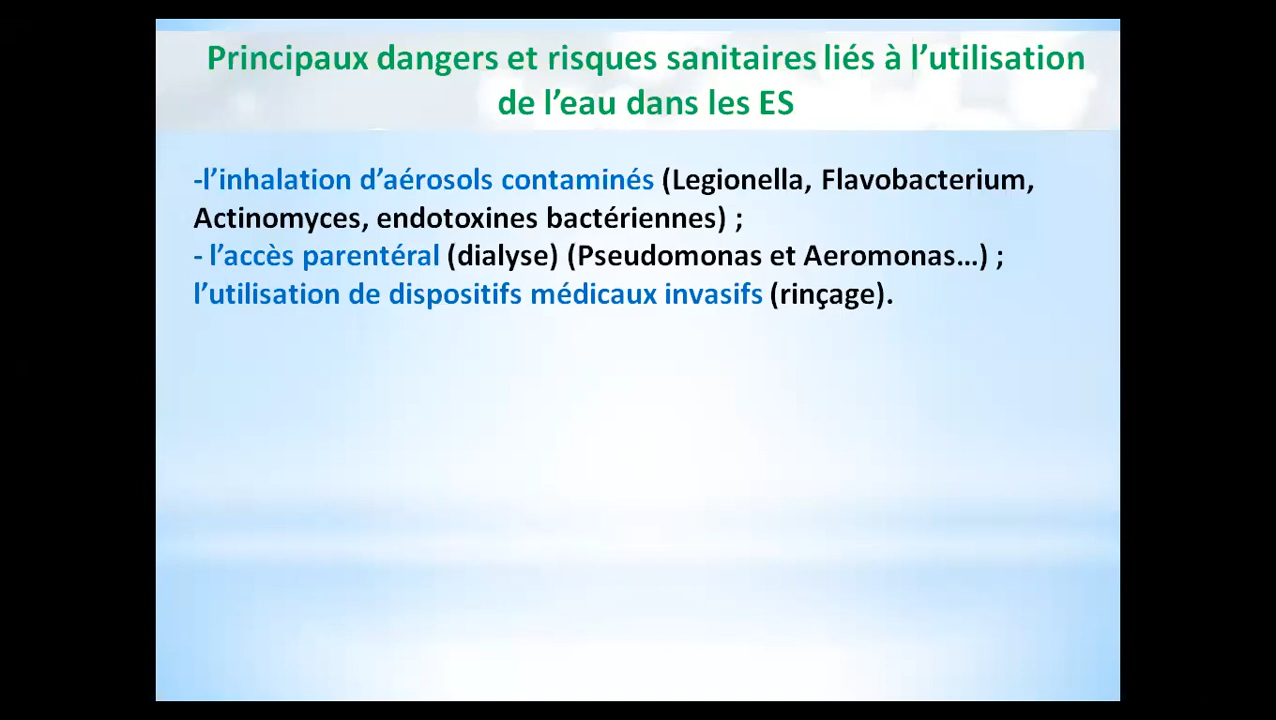 Principaux dangers et risques sanitaires liés à l’utilisation
de l’eau dans les ES
-l’inhalation d’aérosols contaminés (Legionella, Flavobacterium,
Actinomyces, endotoxines bactériennes) ;
- l’accès parentéral (dialyse) (Pseudomonas et Aeromonas…) ;
l’utilisation de dispositifs médicaux invasifs (rinçage).